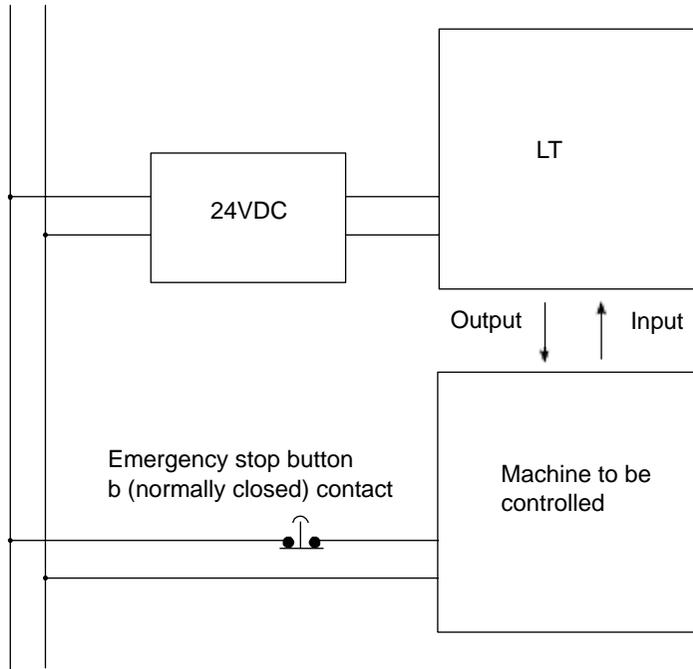 LT
24VDC
Output
Input
Emergency stop button
b (normally closed) contact
Machine to be
controlled